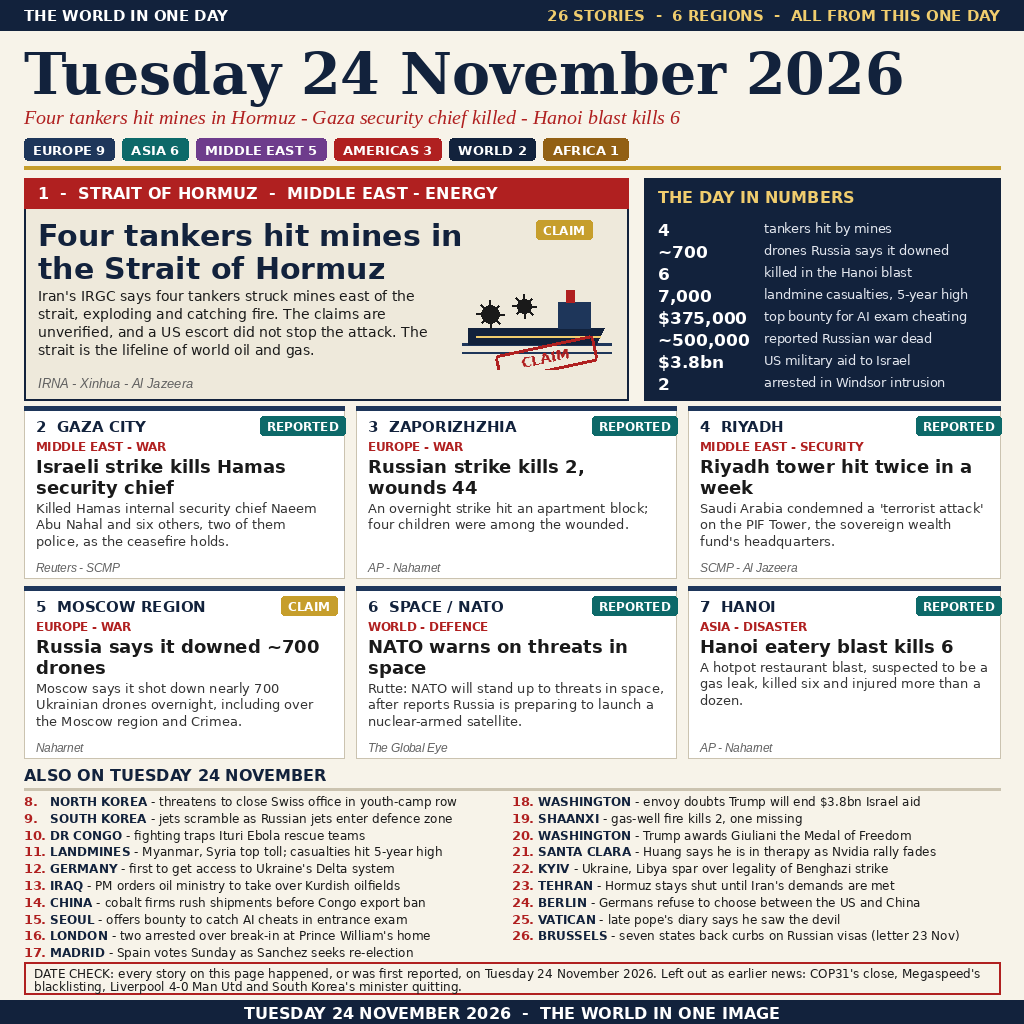 THE WORLD IN ONE DAY
26 STORIES - 6 REGIONS - ALL FROM THIS ONE DAY
Tuesday 24 November 2026
Four tankers hit mines in Hormuz - Gaza security chief killed - Hanoi blast kills 6
EUROPE 9
ASIA 6
MIDDLE EAST 5
AMERICAS 3
WORLD 2
AFRICA 1
1 - STRAIT OF HORMUZ - MIDDLE EAST - ENERGY
Four tankers hit mines in
the Strait of Hormuz
CLAIM
Iran's IRGC says four tankers struck mines east of the
strait, exploding and catching fire. The claims are
unverified, and a US escort did not stop the attack. The
strait is the lifeline of world oil and gas.
CLAIM
IRNA - Xinhua - Al Jazeera
THE DAY IN NUMBERS
4 tankers hit by mines
~700 drones Russia says it downed
6 killed in the Hanoi blast
7,000 landmine casualties, 5-year high
$375,000 top bounty for AI exam cheating
~500,000 reported Russian war dead
$3.8bn US military aid to Israel
2 arrested in Windsor intrusion
2 GAZA CITY
REPORTED
MIDDLE EAST - WAR
Israeli strike kills Hamas
security chief
Killed Hamas internal security chief Naeem
Abu Nahal and six others, two of them
police, as the ceasefire holds.
Reuters - SCMP
3 ZAPORIZHZHIA
REPORTED
EUROPE - WAR
Russian strike kills 2,
wounds 44
An overnight strike hit an apartment block;
four children were among the wounded.
AP - Naharnet
4 RIYADH
REPORTED
MIDDLE EAST - SECURITY
Riyadh tower hit twice in a
week
Saudi Arabia condemned a 'terrorist attack'
on the PIF Tower, the sovereign wealth
fund's headquarters.
SCMP - Al Jazeera
5 MOSCOW REGION
CLAIM
EUROPE - WAR
Russia says it downed ~700
drones
Moscow says it shot down nearly 700
Ukrainian drones overnight, including over
the Moscow region and Crimea.
Naharnet
6 SPACE / NATO
REPORTED
WORLD - DEFENCE
NATO warns on threats in
space
Rutte: NATO will stand up to threats in space,
after reports Russia is preparing to launch a
nuclear-armed satellite.
The Global Eye
7 HANOI
REPORTED
ASIA - DISASTER
Hanoi eatery blast kills 6
A hotpot restaurant blast, suspected to be a
gas leak, killed six and injured more than a
dozen.
AP - Naharnet
ALSO ON TUESDAY 24 NOVEMBER
8. NORTH KOREA - threatens to close Swiss office in youth-camp row
9. SOUTH KOREA - jets scramble as Russian jets enter defence zone
10. DR CONGO - fighting traps Ituri Ebola rescue teams
11. LANDMINES - Myanmar, Syria top toll; casualties hit 5-year high
12. GERMANY - first to get access to Ukraine's Delta system
13. IRAQ - PM orders oil ministry to take over Kurdish oilfields
14. CHINA - cobalt firms rush shipments before Congo export ban
15. SEOUL - offers bounty to catch AI cheats in entrance exam
16. LONDON - two arrested over break-in at Prince William's home
17. MADRID - Spain votes Sunday as Sanchez seeks re-election
18. WASHINGTON - envoy doubts Trump will end $3.8bn Israel aid
19. SHAANXI - gas-well fire kills 2, one missing
20. WASHINGTON - Trump awards Giuliani the Medal of Freedom
21. SANTA CLARA - Huang says he is in therapy as Nvidia rally fades
22. KYIV - Ukraine, Libya spar over legality of Benghazi strike
23. TEHRAN - Hormuz stays shut until Iran's demands are met
24. BERLIN - Germans refuse to choose between the US and China
25. VATICAN - late pope's diary says he saw the devil
26. BRUSSELS - seven states back curbs on Russian visas (letter 23 Nov)
DATE CHECK: every story on this page happened, or was first reported, on Tuesday 24 November 2026. Left out as earlier news: COP31's close, Megaspeed's
blacklisting, Liverpool 4-0 Man Utd and South Korea's minister quitting.
TUESDAY 24 NOVEMBER 2026 - THE WORLD IN ONE IMAGE